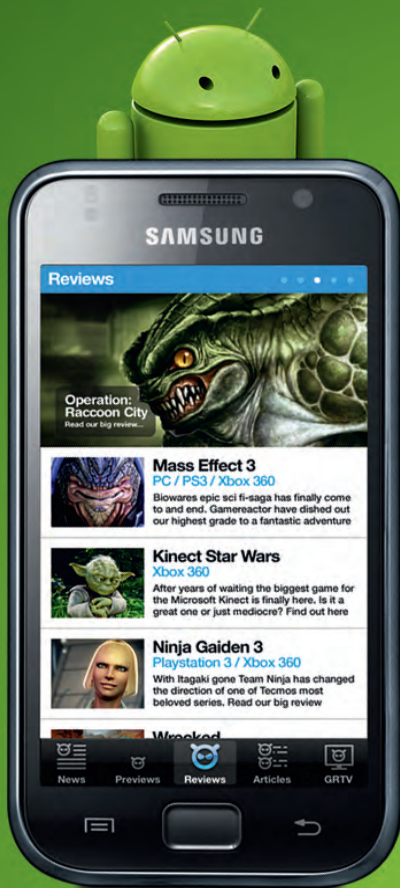 SAMSUNG
Reviews
Operation:
Raccoon City
Read our big review...
Mass Effect 3
PC / PS3 / Xbox 360
Biowares epic sci fi-saga has finally come
to and end. Gamereactor have dished out
our highest grade to a fantastic adventure
Kinect Star Wars
Xbox 360
After years of waiting the biggest game for
the Microsoft Kinect is finally here. Is it a
great one or just mediocre? Find out here
Ninja Gaiden 3
Playstation 3 / Xbox 360
With Itagaki gone Team Ninja has changed
the direction of one of Tecmos most
beloved series. Read our big review
Wrecked
News Previews Reviews Articles GRTV